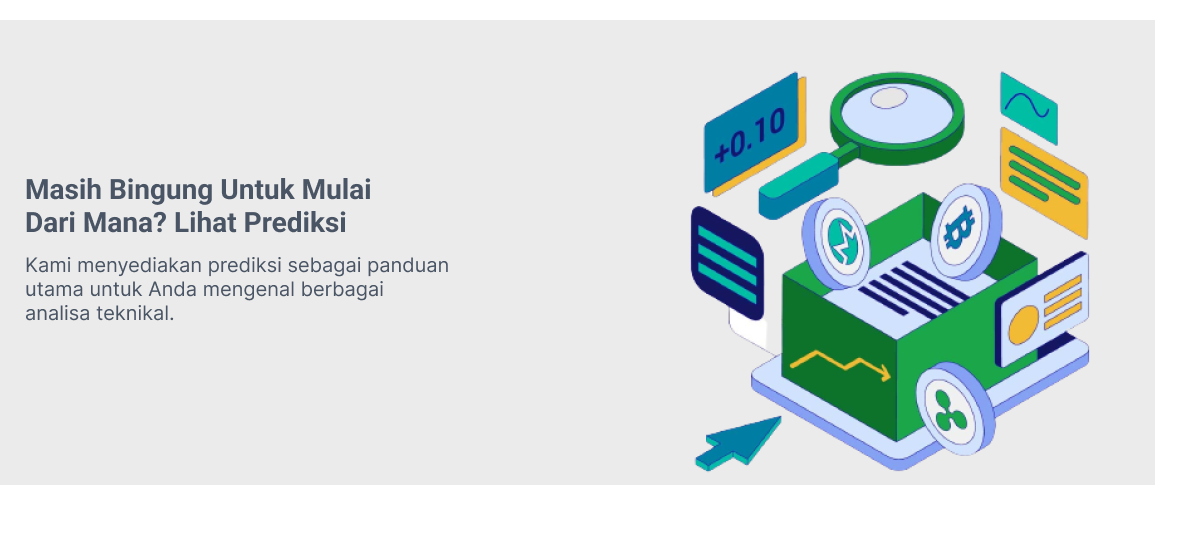 Masih Bingung Untuk Mulai
Dari Mana? Lihat Prediksi
Kami menyediakan prediksi sebagai panduan
utama untuk Anda mengenal berbagai
analisa teknikal.
+0.10